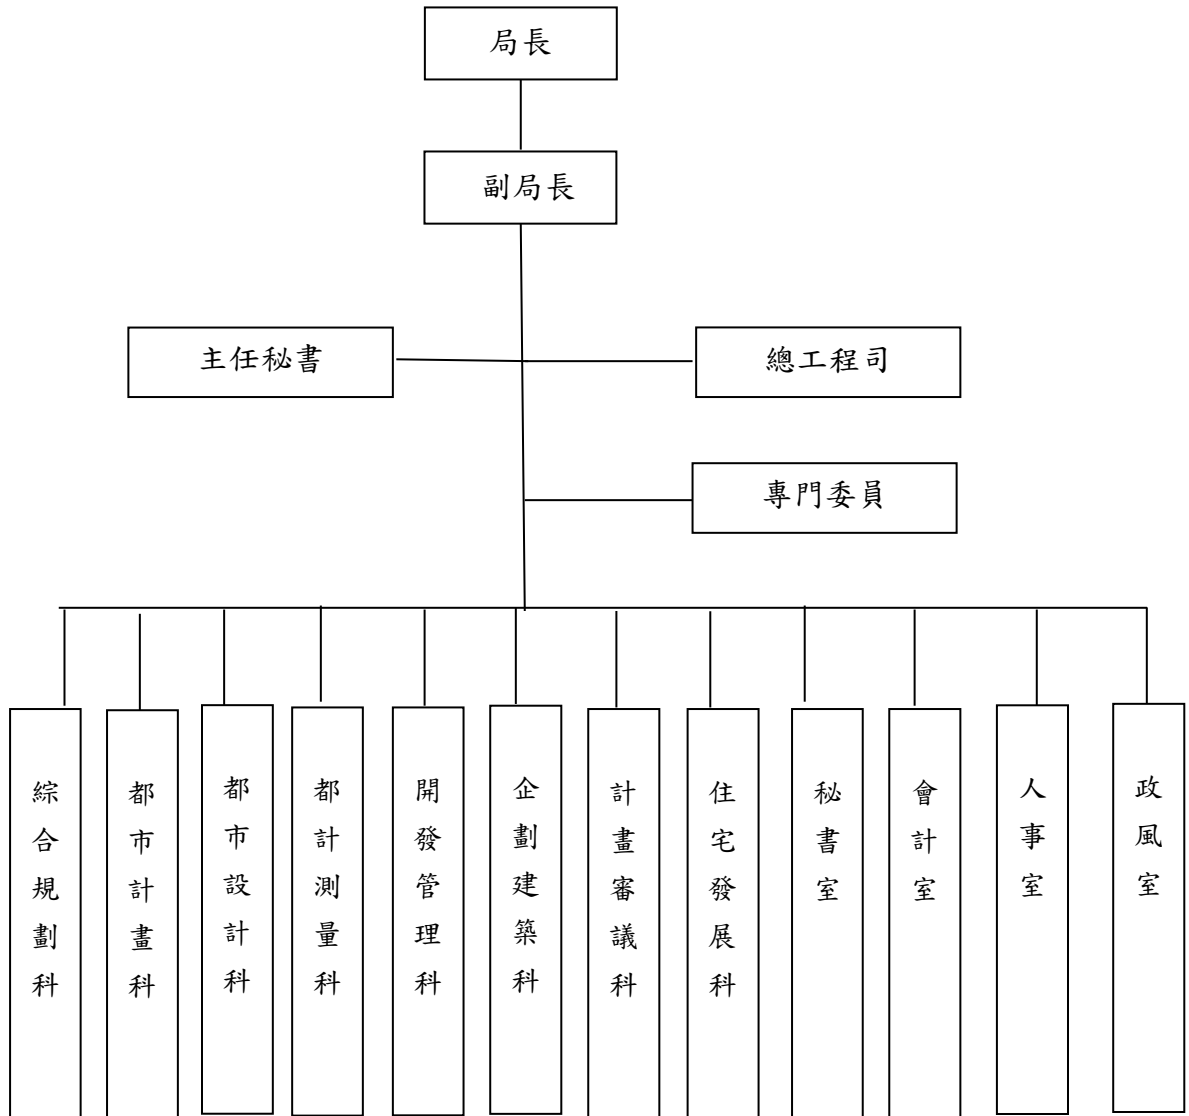 局長
副局長
主任秘書
總工程司
專門委員
綜合規劃科
都市計畫科
都市設計科
都計測量科
開發管理科
企劃建築科
計畫審議科
住宅發展科
秘書室
會計室
人事室
政風室